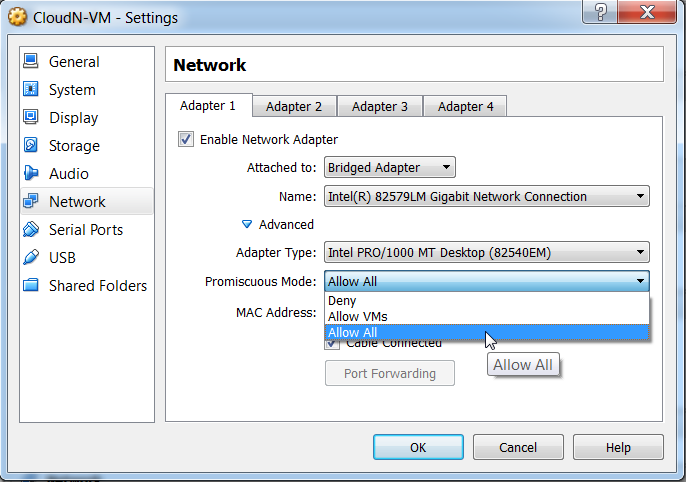 CloudN-VM - Settings
?
General
System
Display
Storage
Audio
Network
Serial Ports
USB
Shared Folders
Network
Adapter 1 Adapter 2 Adapter 3 Adapter 4
Enable Network Adapter
Attached to: Bridged Adapter
Name: Intel(R) 82579LM Gigabit Network Connection
Advanced
Adapter Type: Intel PRO/1000 MT Desktop (82540EM)
Promiscuous Mode: Allow All
Deny
MAC Address: Allow VMs
Allow All
Cable Connected
Allow All
Port Forwarding
OK Cancel Help